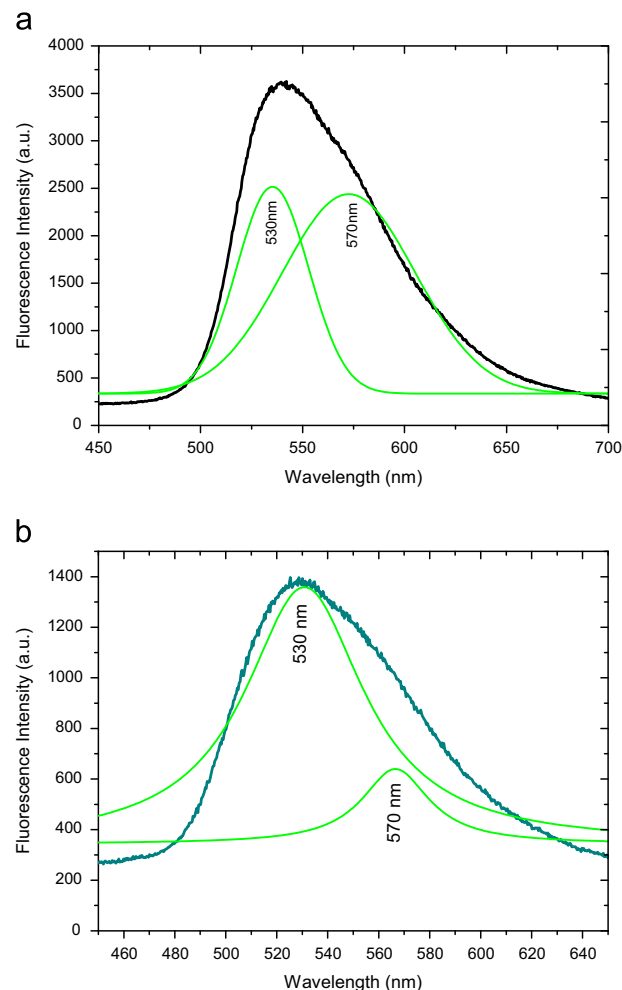 a
4000
3500
3000
2500
2000
1500
1000
500
0
Fluorescence Intensity (a.u.)
530nm
570nm
450 500 550 600 650 700
Wavelength (nm)
b
1400
1200
1000
800
600
400
200
0
Fluorescence Intensity (a.u.)
530 nm
570 nm
460 480 500 520 540 560 580 600 620 640
Wavelength (nm)